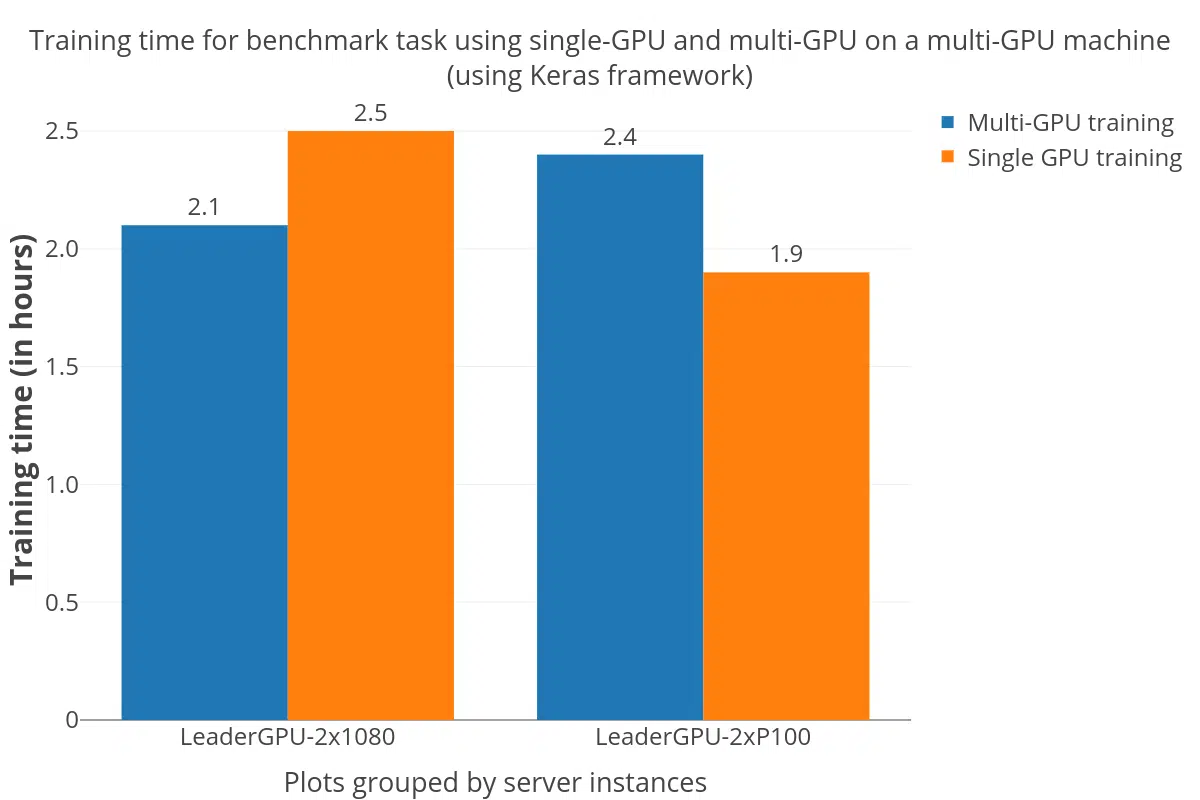 Training time for benchmark task using single-GPU and multi-GPU on a multi-GPU machine
(using Keras framework)
Multi-GPU training
Single GPU training
Training time (in hours)
2.5
2.0
1.5
1.0
0.5
0
2.1
2.5
2.4
1.9
LeaderGPU-2x1080
LeaderGPU-2xP100
Plots grouped by server instances